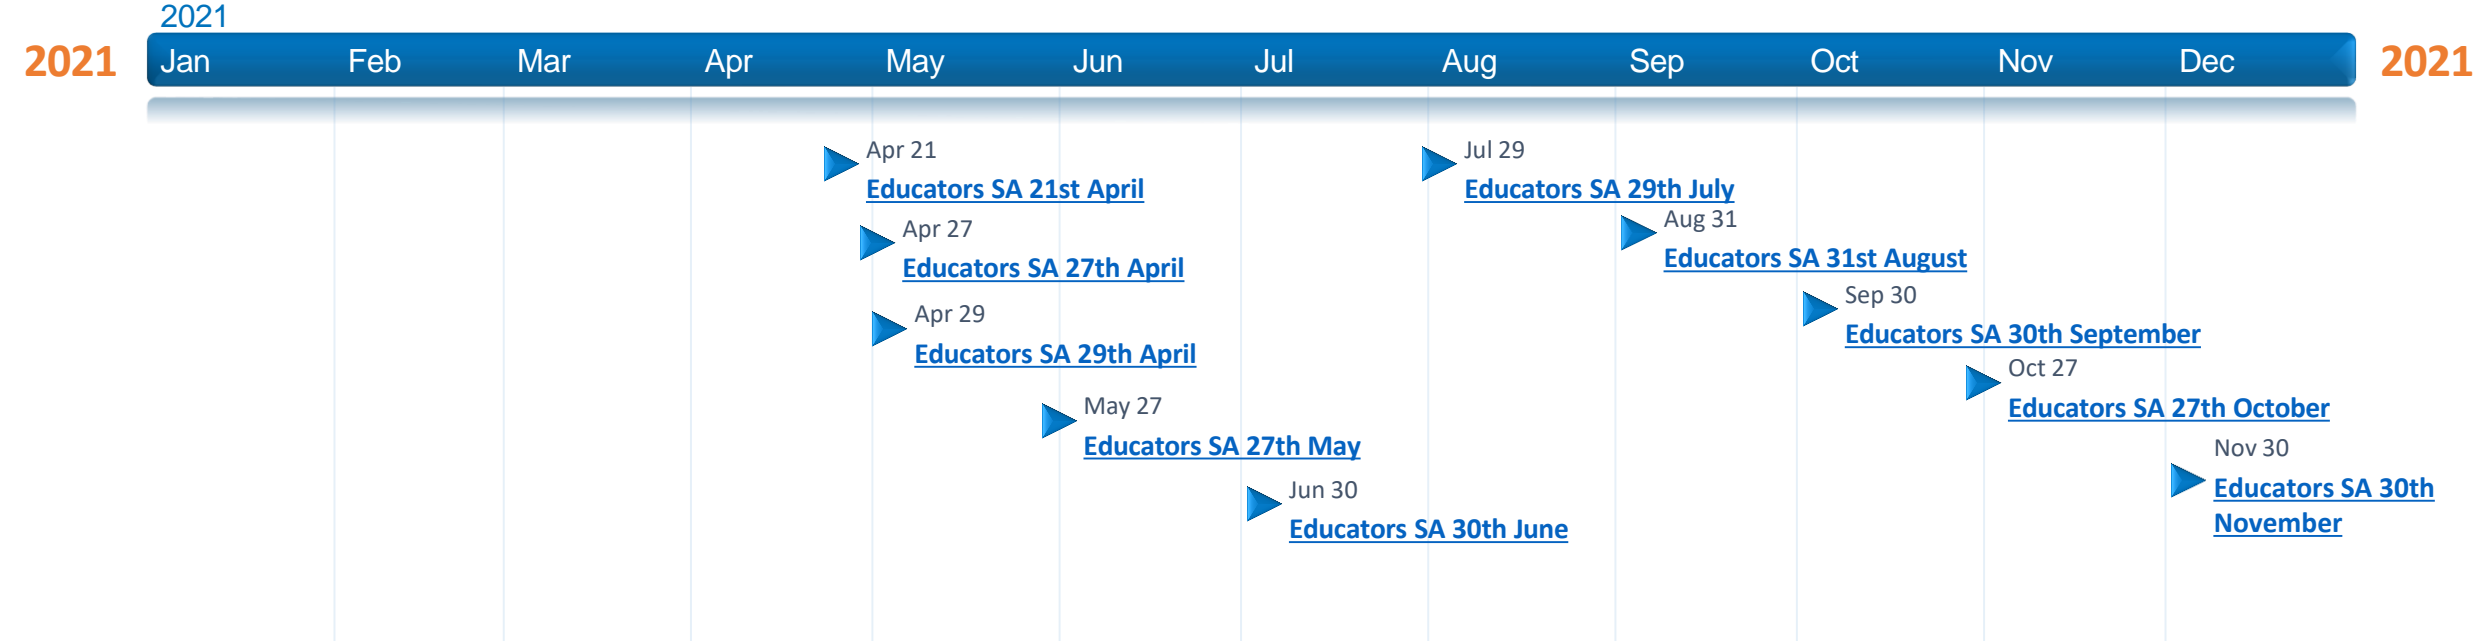 2021
2021 Jan Feb Mar Apr May Jun Jul Aug Sep Oct Nov Dec 2021
Apr 21
Educators SA 21st April
Apr 27
Educators SA 27th April
Apr 29
Educators SA 29th April
May 27
Educators SA 27th May
Jun 30
Educators SA 30th June
Jul 29
Educators SA 29th July
Aug 31
Educators SA 31st August
Sep 30
Educators SA 30th September
Oct 27
Educators SA 27th October
Nov 30
Educators SA 30th
November